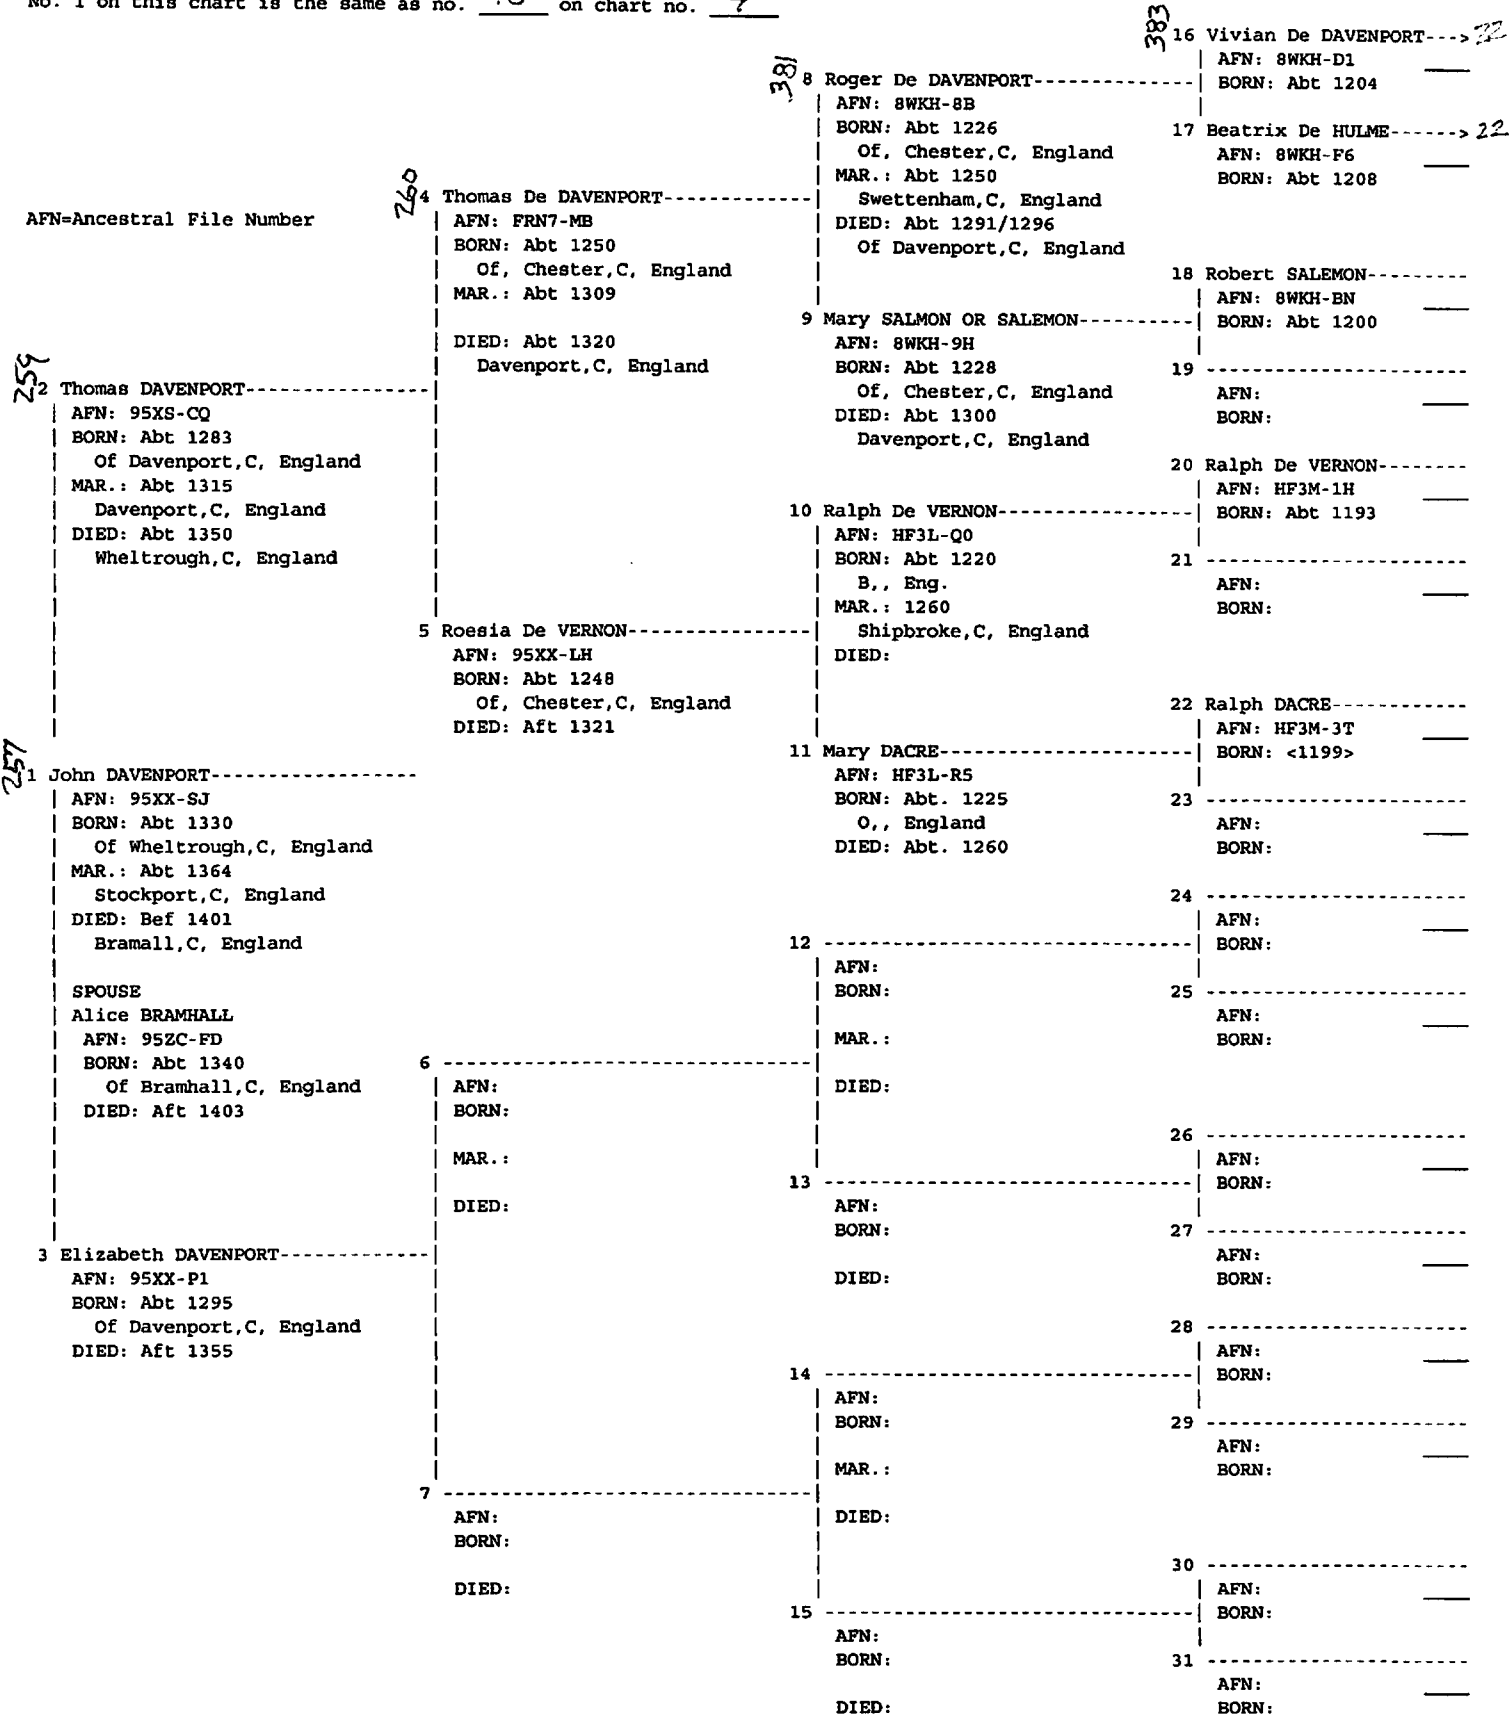 No. 1 on this chart is the same as no. on chart no.
AFN=Ancestral File Number
257
1 John DAVENPORT
AFN: 95XX-SJ
BORN: Abt 1330
Of Wheltrough,C, England
MAR.: Abt 1364
Stockport,C, England
DIED: Bef 1401
Bramall,C, England
SPOUSE
Alice BRAMHALL
AFN: 95ZC-FD
BORN: Abt 1340
Of Bramhall,C, England
DIED: Aft 1403
259
2 Thomas DAVENPORT
AFN: 95XS-CQ
BORN: Abt 1283
Of Davenport,C, England
MAR.: Abt 1315
Davenport,C, England
DIED: Abt 1350
Wheltrough,C, England
3 Elizabeth DAVENPORT
AFN: 95XX-P1
BORN: Abt 1295
Of Davenport,C, England
DIED: Aft 1355
260
4 Thomas De DAVENPORT
AFN: FRN7-MB
BORN: Abt 1250
Of, Chester,C, England
MAR.: Abt 1309
DIED: Abt 1320
Davenport,C, England
5 Roesia De VERNON
AFN: 95XX-LH
BORN: Abt 1248
Of, Chester,C, England
DIED: Aft 1321
6
AFN:
BORN:
MAR.:
DIED:
7
AFN:
BORN:
DIED:
381
8 Roger De DAVENPORT
AFN: 8WKH-8B
BORN: Abt 1226
Of, Chester,C, England
MAR.: Abt 1250
Swettenham,C, England
DIED: Abt 1291/1296
Of Davenport,C, England
9 Mary SALMON OR SALEMON
AFN: 8WKH-9H
BORN: Abt 1228
Of, Chester,C, England
DIED: Abt 1300
Davenport,C, England
10 Ralph De VERNON
AFN: HF3L-Q0
BORN: Abt 1220
B,, Eng.
MAR.: 1260
Shipbroke,C, England
DIED:
11 Mary DACRE
AFN: HF3L-R5
BORN: Abt. 1225
O,, England
DIED: Abt. 1260
12
AFN:
BORN:
MAR.:
DIED:
13
AFN:
BORN:
DIED:
14
AFN:
BORN:
MAR.:
DIED:
15
AFN:
BORN:
DIED:
383
16 Vivian De DAVENPORT---> 22
AFN: 8WKH-D1
BORN: Abt 1204
17 Beatrix De HULME------> 22
AFN: 8WKH-F6
BORN: Abt 1208
18 Robert SALEMON
AFN: 8WKH-BN
BORN: Abt 1200
19
AFN:
BORN:
20 Ralph De VERNON
AFN: HF3M-1H
BORN: Abt 1193
21
AFN:
BORN:
22 Ralph DACRE
AFN: HF3M-3T
BORN: <1199>
23
AFN:
BORN:
24
AFN:
BORN:
25
AFN:
BORN:
26
AFN:
BORN:
27
AFN:
BORN:
28
AFN:
BORN:
29
AFN:
BORN:
30
AFN:
BORN:
31
AFN:
BORN: